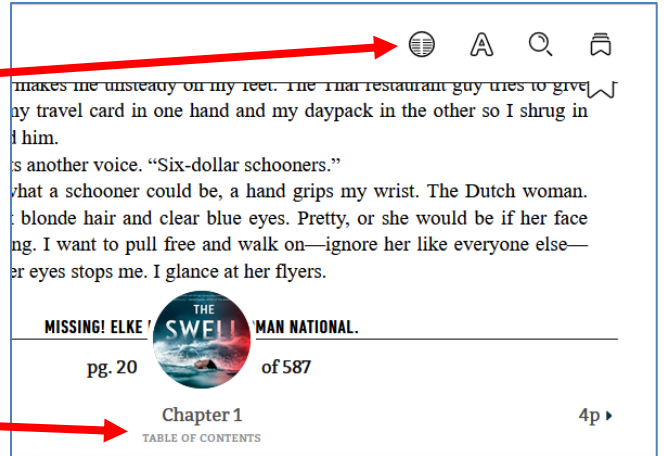 makes me unsteady on my feet. The Thai restaurant guy tries to give
my travel card in one hand and my daypack in the other so I shrug in
d him.
ts another voice. “Six-dollar schooners.”
what a schooner could be, a hand grips my wrist. The Dutch woman.
blonde hair and clear blue eyes. Pretty, or she would be if her face
ng. I want to pull free and walk on—ignore her like everyone else—
er eyes stops me. I glance at her flyers.
MISSING! ELKE
THE
SWELL
MAN NATIONAL.
pg. 20
of 587
Chapter 1
4p
TABLE OF CONTENTS